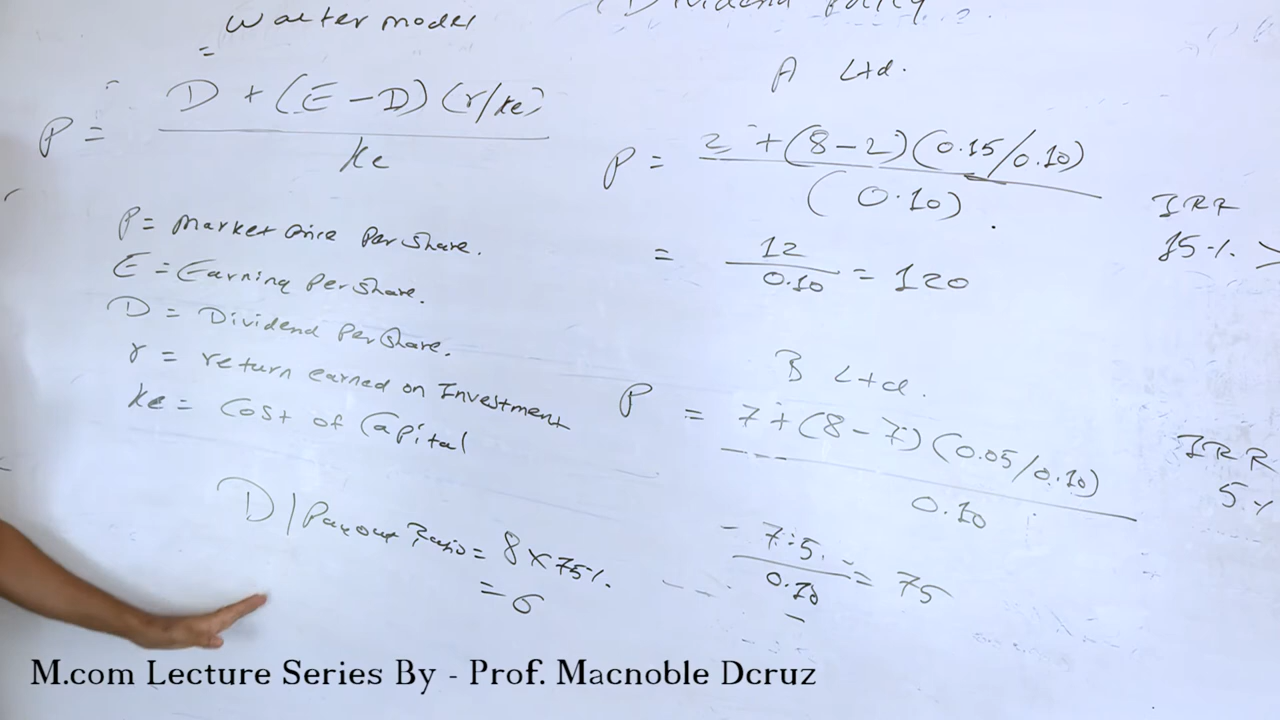 Walter model
=
P = D + (E - D) (r/ke)
ke
P = Market Price Per Share.
E = Earning Per Share.
D = Dividend Per Share.
r = return earned on Investment
ke = Cost of Capital
D | Payout Ratio = 8 x 75%.
= 6
(Dividend Policy
A Ltd.
P = 2 + (8 - 2) (0.15/0.10)
(0.10)
= 12
0.10 = 120
IRR
15% >
B Ltd.
P = 7 + (8 - 7) (0.05/0.10)
0.10
7.5
0.10 = 75
IRR
5%
M.com Lecture Series By - Prof. Macnoble Dcruz